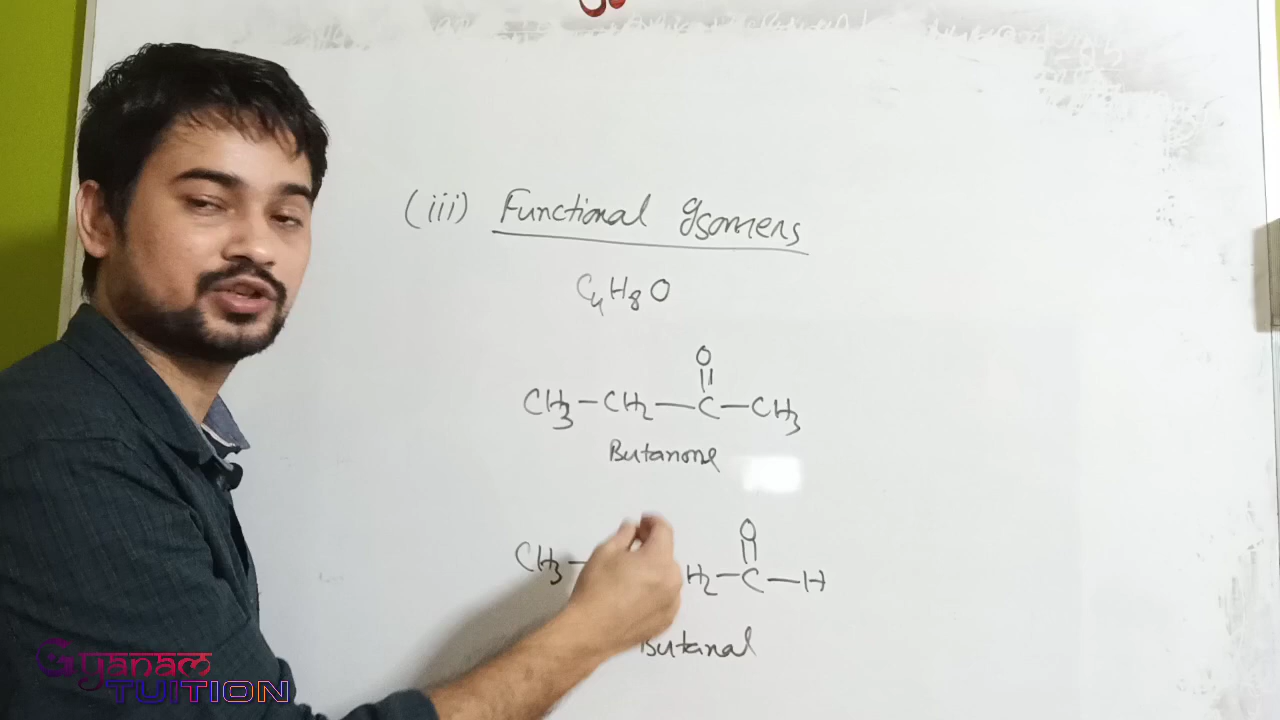 (iii) Functional Isomers
C4H8O
O
CH3-CH2-C-CH3
Butanone
O
CH3- H2-C-H
Butanal
Gyanam
TUITION